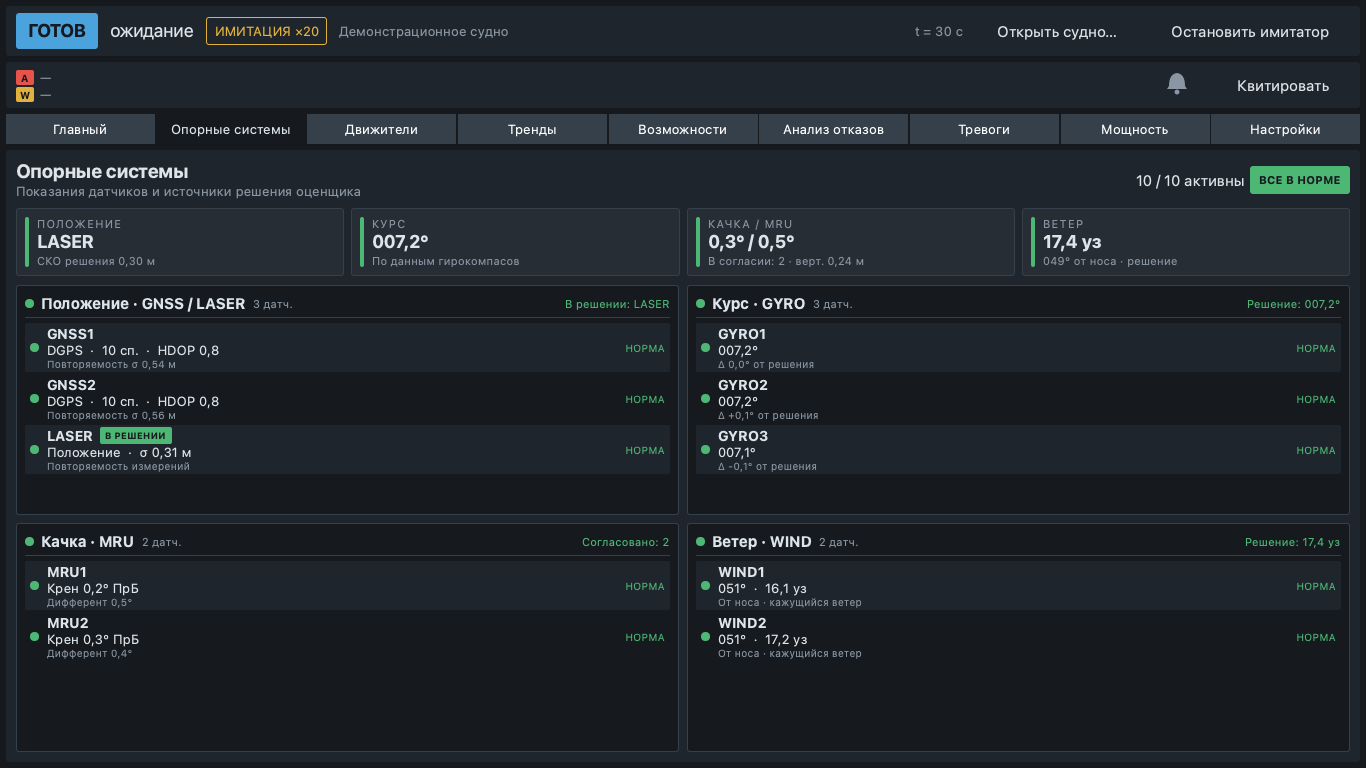 ГОТОВ ожидание ИМИТАЦИЯ ×20 Демонстрационное судно t = 30 с Открыть судно... Остановить имитатор
A —
W —
Квитировать
Главный Опорные системы Движители Тренды Возможности Анализ отказов Тревоги Мощность Настройки
Опорные системы
Показания датчиков и источники решения оценщика
10 / 10 активны ВСЕ В НОРМЕ
ПОЛОЖЕНИЕ
LASER
СКО решения 0,30 м
КУРС
007,2°
По данным гирокомпасов
КАЧКА / MRU
0,3° / 0,5°
В согласии: 2 · верт. 0,24 м
ВЕТЕР
17,4 уз
049° от носа · решение
Положение · GNSS / LASER 3 датч. В решении: LASER
GNSS1
DGPS · 10 сп. · HDOP 0,8
Повторяемость σ 0,54 м
НОРМА
GNSS2
DGPS · 10 сп. · HDOP 0,8
Повторяемость σ 0,56 м
НОРМА
LASER В РЕШЕНИИ
Положение · σ 0,31 м
Повторяемость измерений
НОРМА
Курс · GYRO 3 датч. Решение: 007,2°
GYRO1
007,2°
Δ 0,0° от решения
НОРМА
GYRO2
007,2°
Δ +0,1° от решения
НОРМА
GYRO3
007,1°
Δ -0,1° от решения
НОРМА
Качка · MRU 2 датч. Согласовано: 2
MRU1
Крен 0,2° ПрБ
Дифферент 0,5°
НОРМА
MRU2
Крен 0,3° ПрБ
Дифферент 0,4°
НОРМА
Ветер · WIND 2 датч. Решение: 17,4 уз
WIND1
051° · 16,1 уз
От носа · кажущийся ветер
НОРМА
WIND2
051° · 17,2 уз
От носа · кажущийся ветер
НОРМА